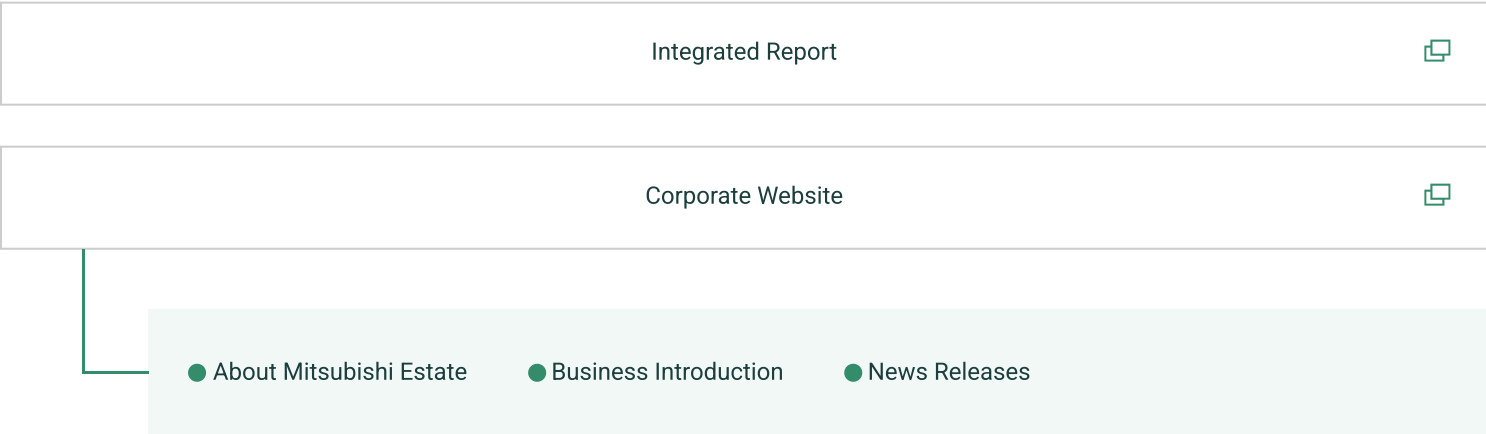 Integrated Report
Corporate Website
About Mitsubishi Estate
Business Introduction
News Releases